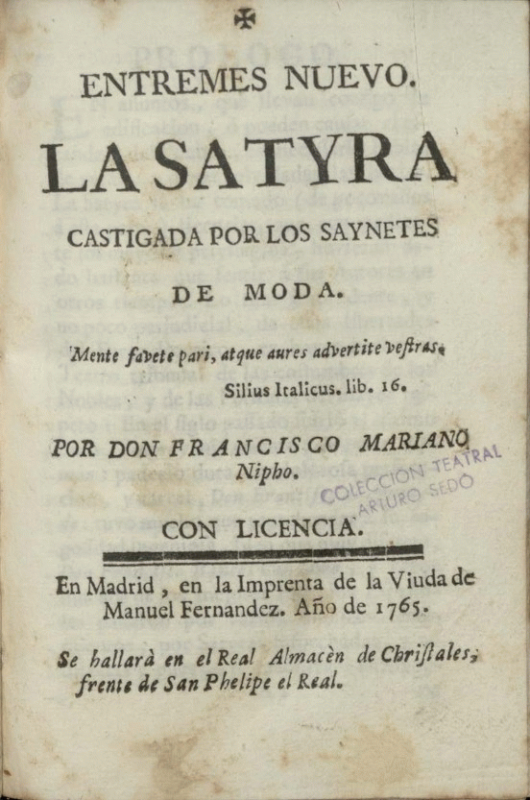 ✠
ENTREMES NUEVO.
LA SATYRA
CASTIGADA POR LOS SAYNETES
DE MODA.
Mente favete pari, atque aures advertite vestras.
Silius Italicus. lib. 16.
POR DON FRANCISCO MARIANO
Nipho.
COLECCION TEATRAL
ARTURO SEDÓ
CON LICENCIA.
En Madrid, en la Imprenta de la Viuda de
Manuel Fernandez. Año de 1765.
Se hallarà en el Real Almacèn de Christales,
frente de San Phelipe el Real.